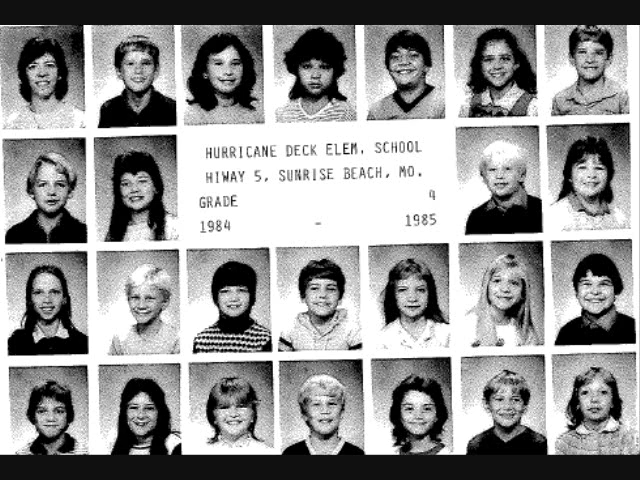 HURRICANE DECK ELEM. SCHOOL
HIWAY 5, SUNRISE BEACH, MO.
GRADE 4
1984 - 1985